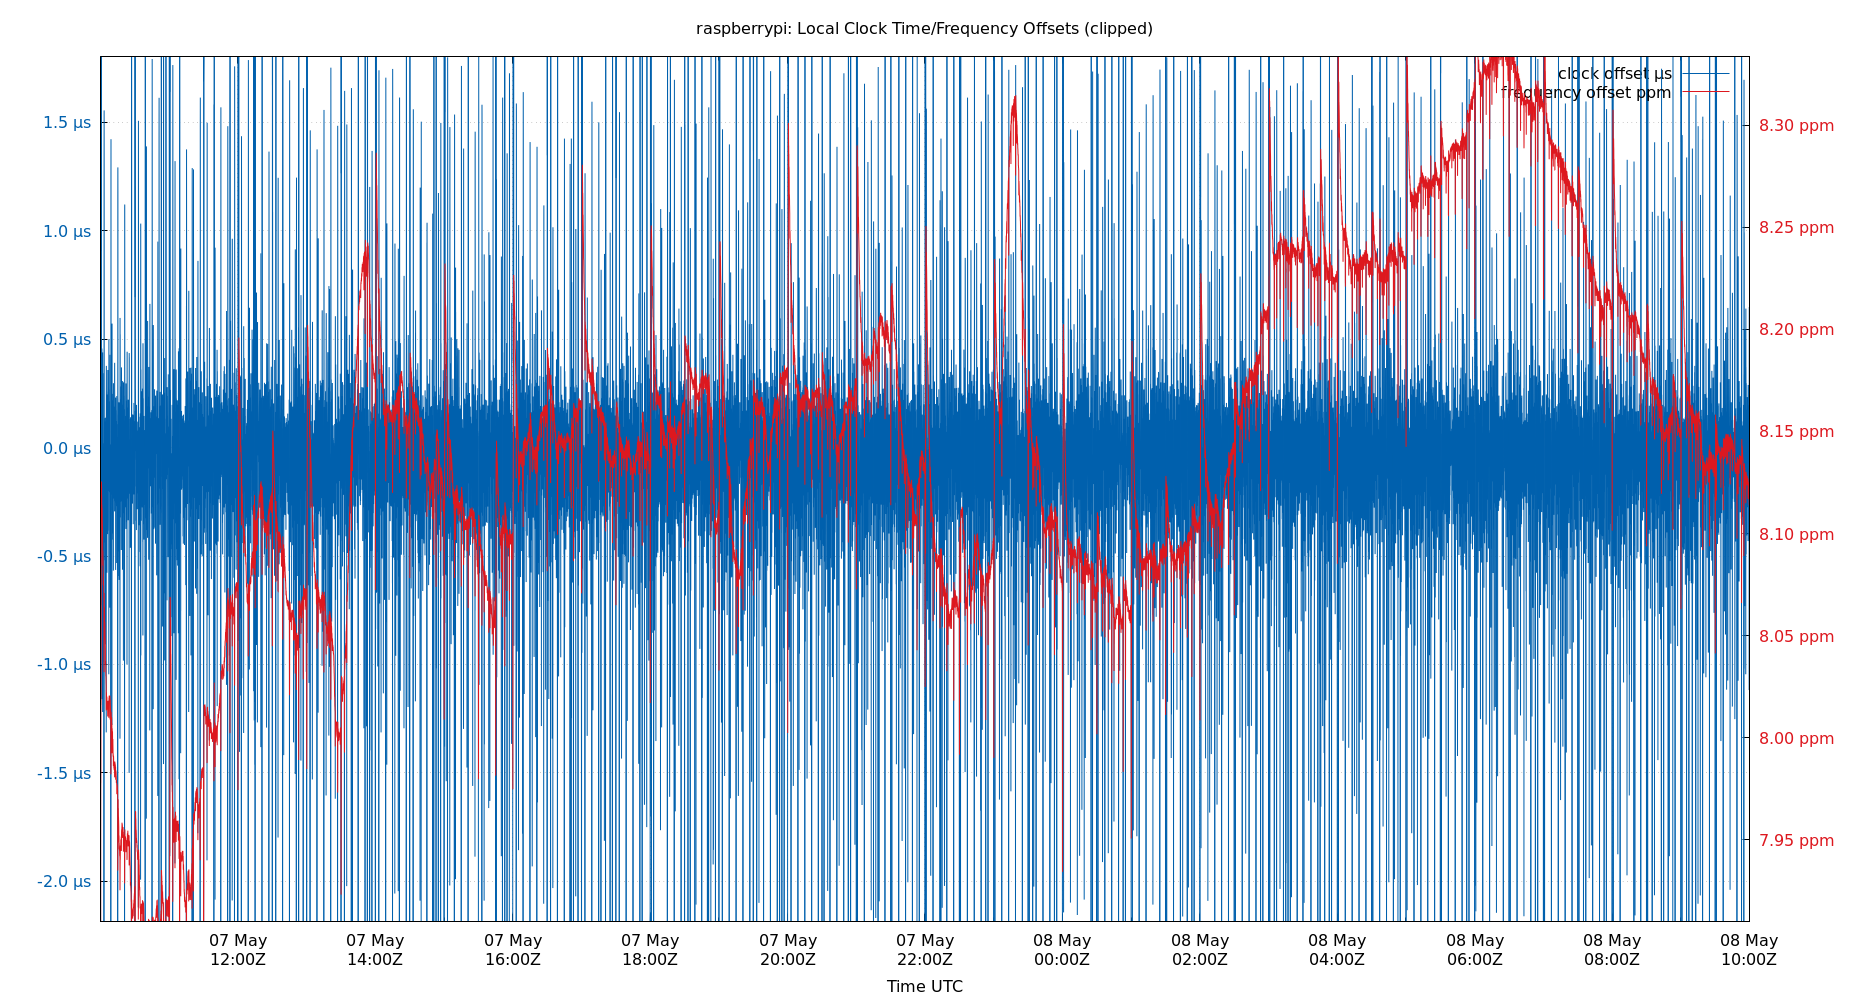 raspberrypi: Local Clock Time/Frequency Offsets (clipped)
clock offset µs
frequency offset ppm
1.5 µs
1.0 µs
0.5 µs
0.0 µs
-0.5 µs
-1.0 µs
-1.5 µs
-2.0 µs
8.30 ppm
8.25 ppm
8.20 ppm
8.15 ppm
8.10 ppm
8.05 ppm
8.00 ppm
7.95 ppm
07 May 07 May 07 May 07 May 07 May 07 May 08 May 08 May 08 May 08 May 08 May 08 May
12:00Z 14:00Z 16:00Z 18:00Z 20:00Z 22:00Z 00:00Z 02:00Z 04:00Z 06:00Z 08:00Z 10:00Z
Time UTC